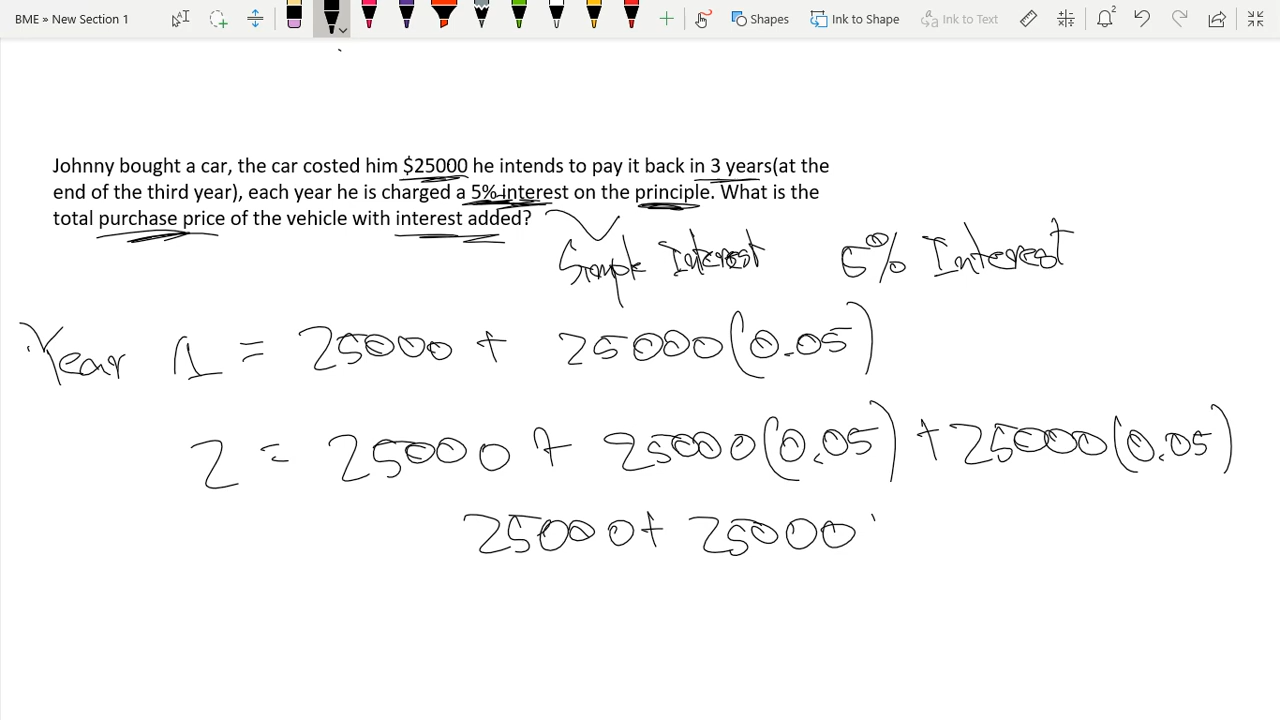 BME » New Section 1
Shapes
Ink to Shape
Ink to Text
2
Johnny bought a car, the car costed him $25000 he intends to pay it back in 3 years(at the
end of the third year), each year he is charged a 5% interest on the principle. What is the
total purchase price of the vehicle with interest added?
Simple Interest 5% Interest
Year 1 = 25000 + 25000(0.05)
2 = 25000 + 25000(0.05) + 25000(0.05)
25000+ 25000